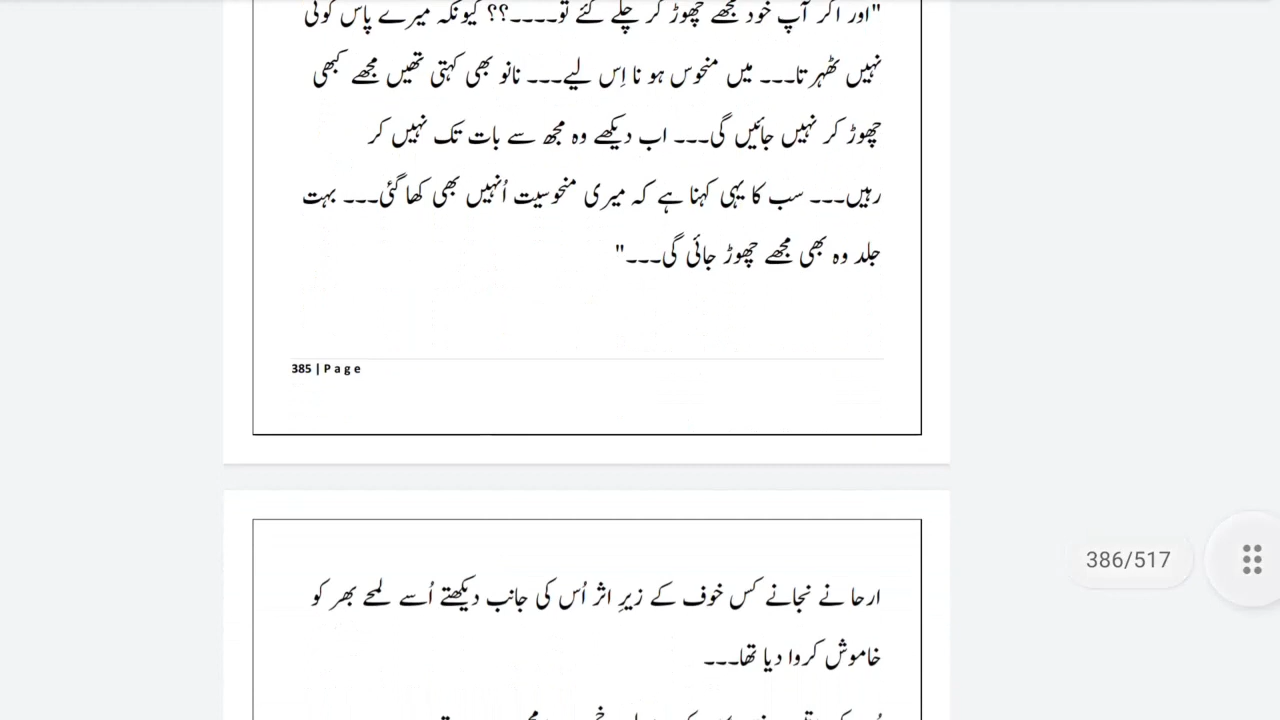 "اور اگر آپ خود مجھے چھوڑ کر چلے گئے تو۔۔۔۔؟؟ کیونکہ میرے پاس کوئی
نہیں ٹھہرتا۔۔۔ میں منحوس ہو نا اِس لیے۔۔۔ نانو بھی کہتی تھیں مجھے کبھی
چھوڑ کر نہیں جائیں گی۔۔۔ اب دیکھے وہ مجھ سے بات تک نہیں کر
رہیں۔۔۔ سب کا یہی کہنا ہے کہ میری منحوسیت اُنہیں بھی کھا گئی۔۔۔ بہت
جلد وہ بھی مجھے چھوڑ جائی گی۔۔۔"
385 | Page
386/517
ارحا نے نجانے کس خوف کے زیرِ اثر اُس کی جانب دیکھتے اُسے لمحے بھر کو
خاموش کروا دیا تھا۔۔۔